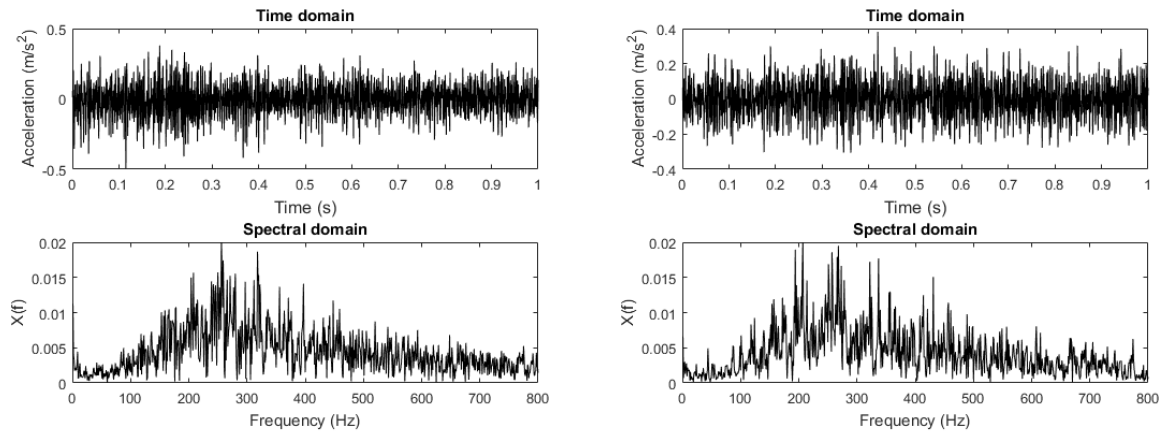 Time domain
0.5
0
-0.5
Acceleration (m/s²)
0 0.1 0.2 0.3 0.4 0.5 0.6 0.7 0.8 0.9 1
Time (s)
Spectral domain
0.02
0.015
0.01
0.005
0
X(f)
0 100 200 300 400 500 600 700 800
Frequency (Hz)
Time domain
0.4
0.2
0
-0.2
-0.4
Acceleration (m/s²)
0 0.1 0.2 0.3 0.4 0.5 0.6 0.7 0.8 0.9 1
Time (s)
Spectral domain
0.02
0.015
0.01
0.005
0
X(f)
0 100 200 300 400 500 600 700 800
Frequency (Hz)